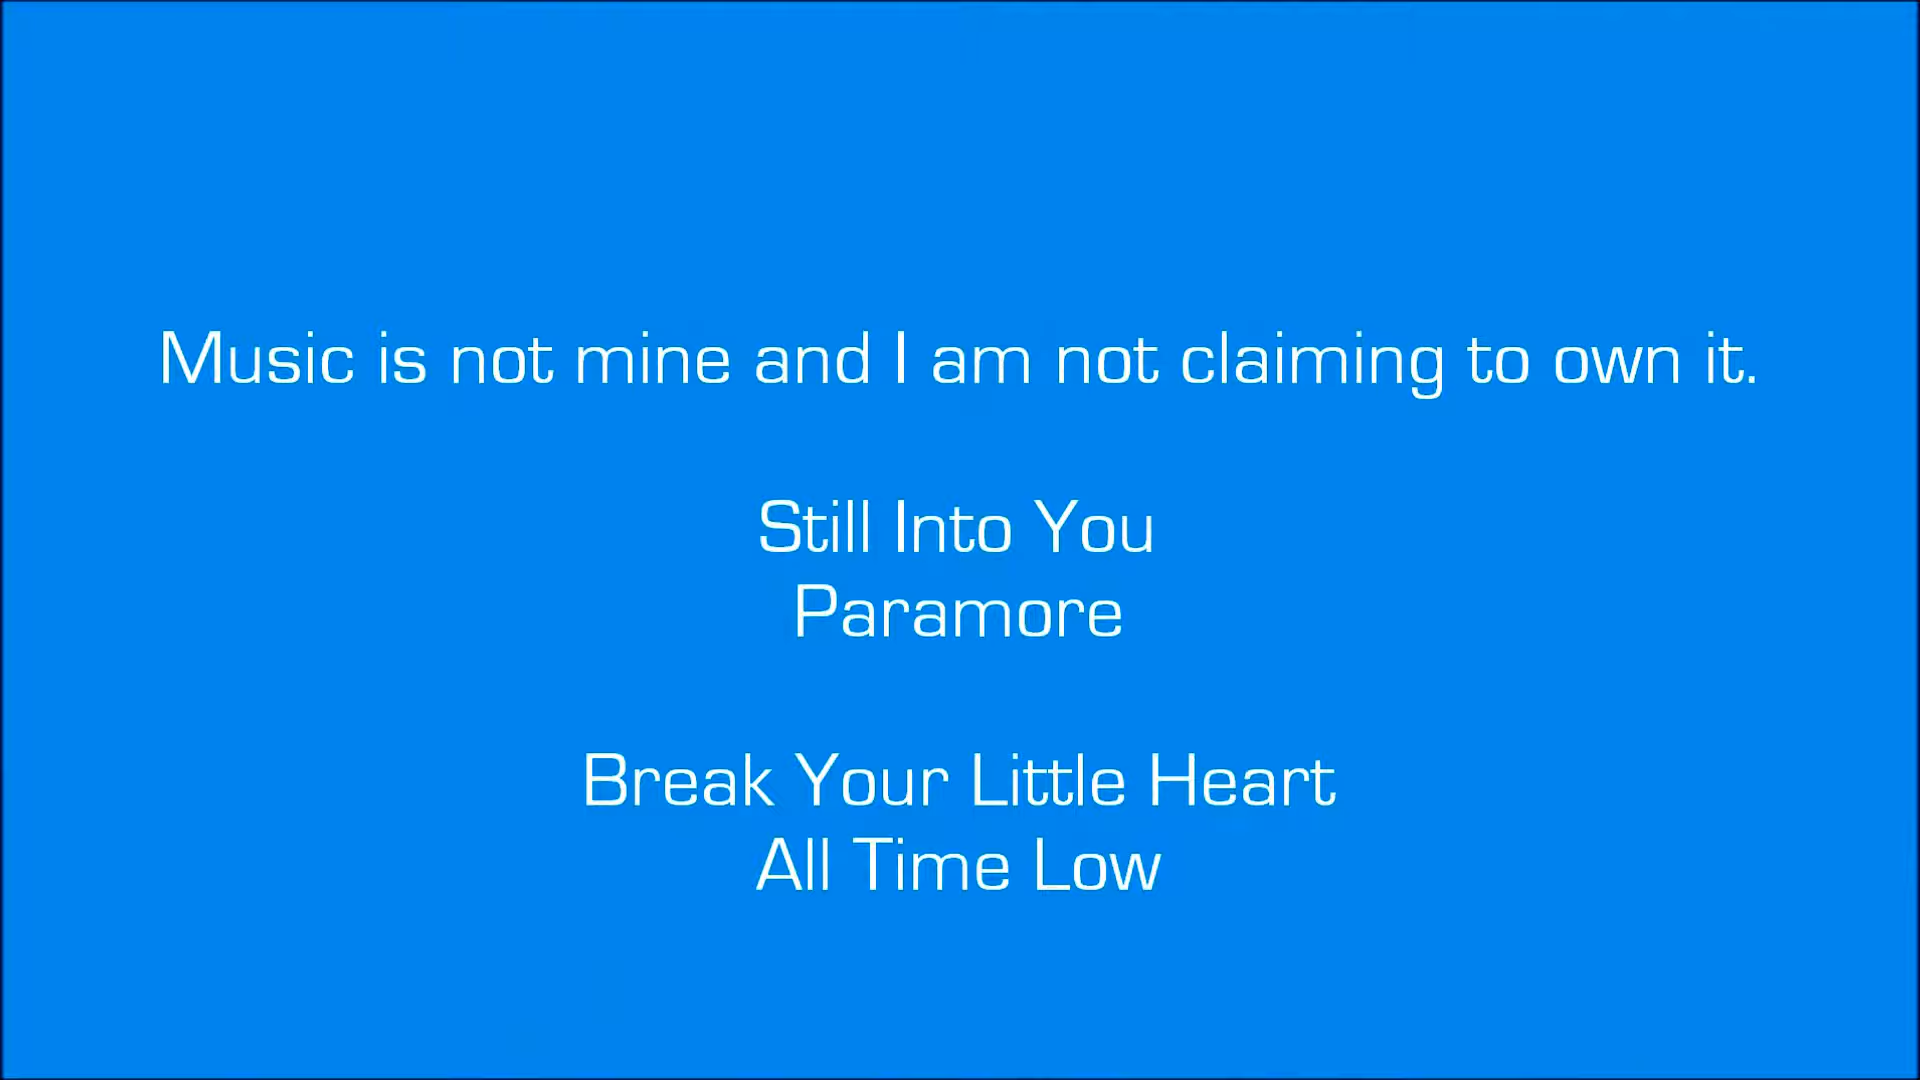 Music is not mine and I am not claiming to own it.
Still Into You
Paramore
Break Your Little Heart
All Time Low